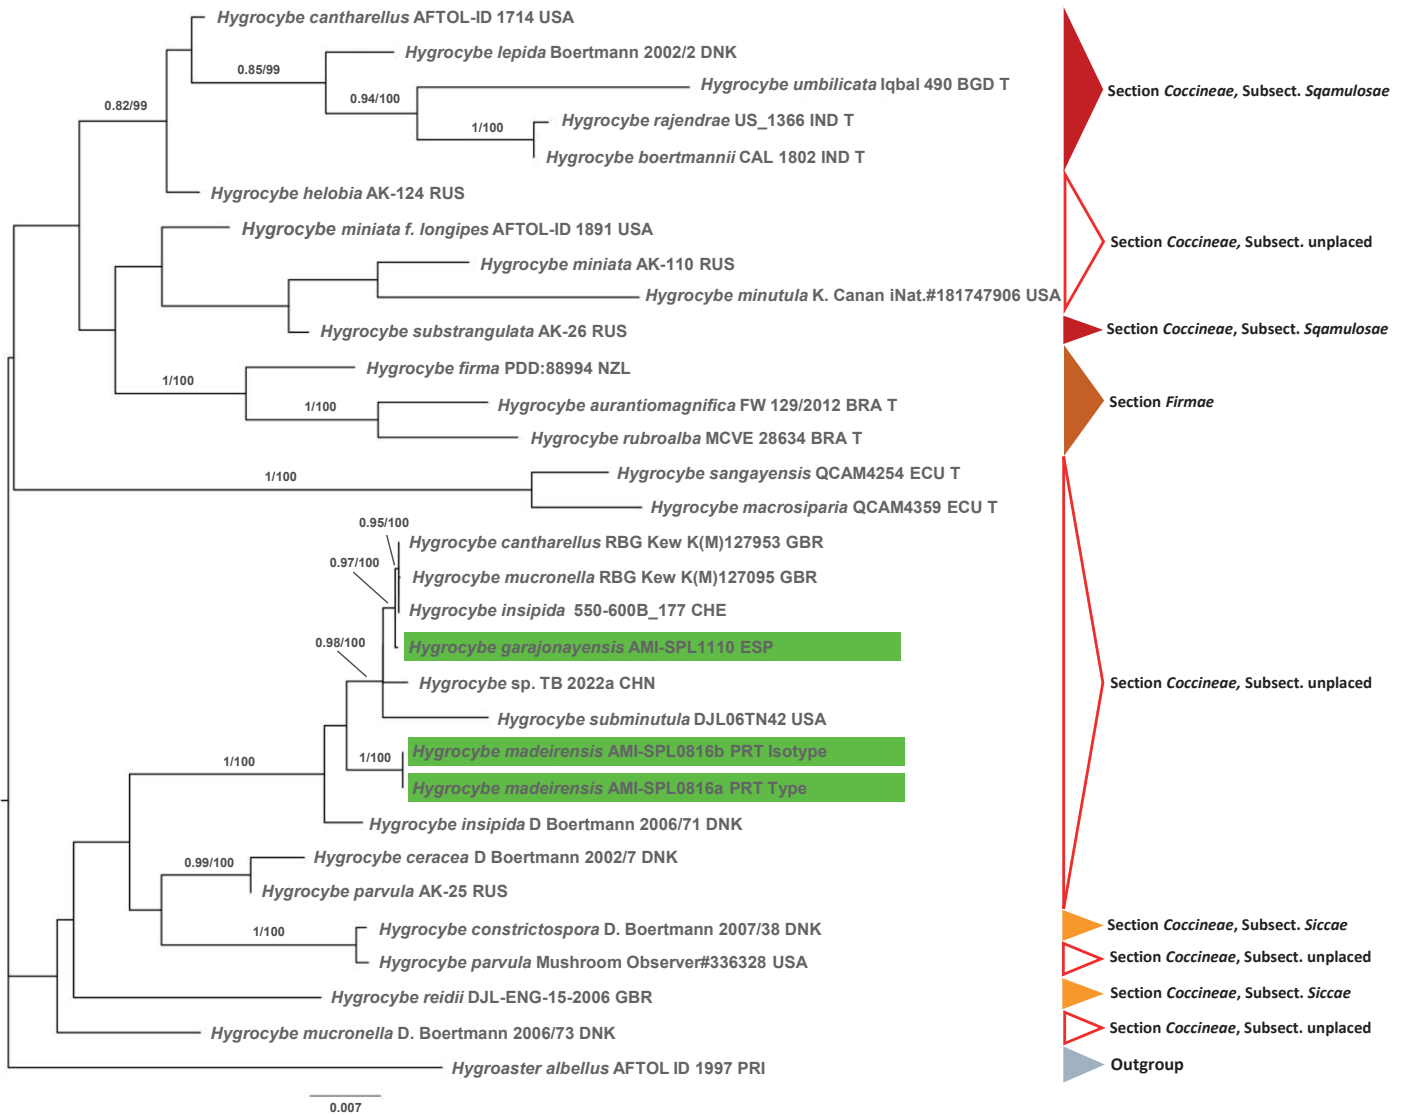 Hygrocybe cantharellus AFTOL-ID 1714 USA
Hygrocybe lepida Boertmann 2002/2 DNK
0.85/99
Hygrocybe umbilicata Iqbal 490 BGD T
Section Coccineae, Subsect. Sqamulosae
0.94/100
0.82/99
Hygrocybe rajendrae US_1366 IND T
1/100
Hygrocybe boertmannii CAL 1802 IND T
Hygrocybe helobia AK-124 RUS
Hygrocybe miniata f. longipes AFTOL-ID 1891 USA
Section Coccineae, Subsect. unplaced
Hygrocybe miniata AK-110 RUS
Hygrocybe minutula K. Canan iNat.#181747906 USA
Hygrocybe substrangulata AK-26 RUS
Section Coccineae, Subsect. Sqamulosae
Hygrocybe firma PDD:88994 NZL
1/100
Hygrocybe aurantiomagnifica FW 129/2012 BRA T
Section Firmae
1/100
Hygrocybe rubroalba MCVE 28634 BRA T
Hygrocybe sangayensis QCAM4254 ECU T
1/100
Hygrocybe macrosiparia QCAM4359 ECU T
0.95/100
Hygrocybe cantharellus RBG Kew K(M)127953 GBR
0.97/100
Hygrocybe mucronella RBG Kew K(M)127095 GBR
Hygrocybe insipida 550-600B_177 CHE
0.98/100
Hygrocybe garajonayensis AMI-SPL1110 ESP
Hygrocybe sp. TB 2022a CHN
Section Coccineae, Subsect. unplaced
Hygrocybe subminutula DJL06TN42 USA
Hygrocybe madeirensis AMI-SPL0816b PRT Isotype
1/100
1/100
Hygrocybe madeirensis AMI-SPL0816a PRT Type
Hygrocybe insipida D Boertmann 2006/71 DNK
Hygrocybe ceracea D Boertmann 2002/7 DNK
0.99/100
Hygrocybe parvula AK-25 RUS
Hygrocybe constrictospora D. Boertmann 2007/38 DNK
Section Coccineae, Subsect. Siccae
1/100
Hygrocybe parvula Mushroom Observer#336328 USA
Section Coccineae, Subsect. unplaced
Hygrocybe reidii DJL-ENG-15-2006 GBR
Section Coccineae, Subsect. Siccae
Hygrocybe mucronella D. Boertmann 2006/73 DNK
Section Coccineae, Subsect. unplaced
Hygroaster albellus AFTOL ID 1997 PRI
Outgroup
0.007